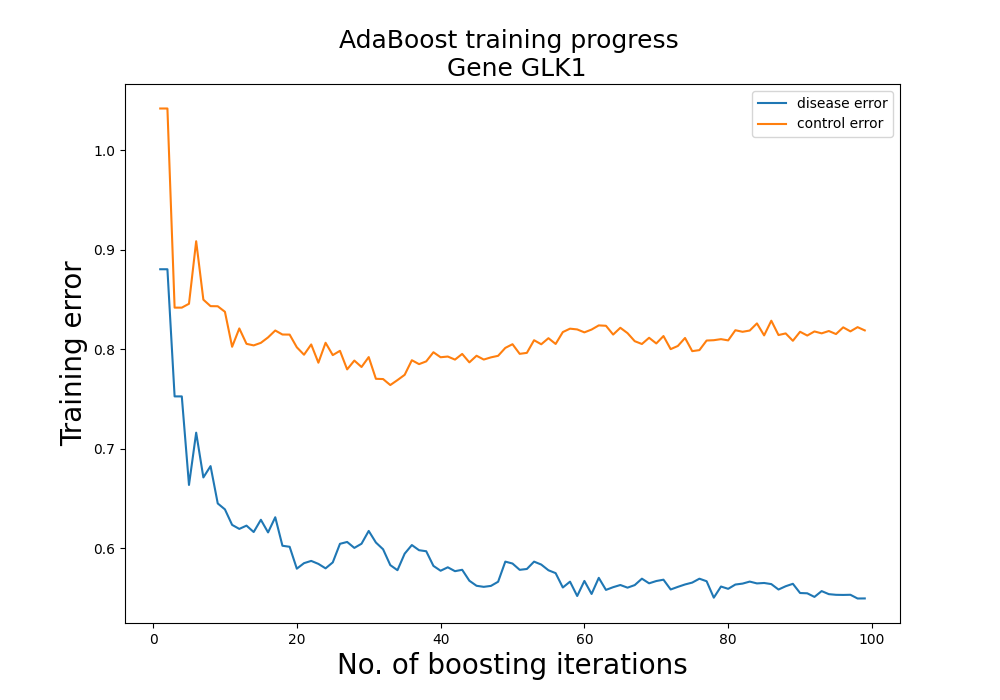 AdaBoost training progress
Gene GLK1
disease error
control error
Training error
1.0
0.9
0.8
0.7
0.6
0
20
40
60
80
100
No. of boosting iterations